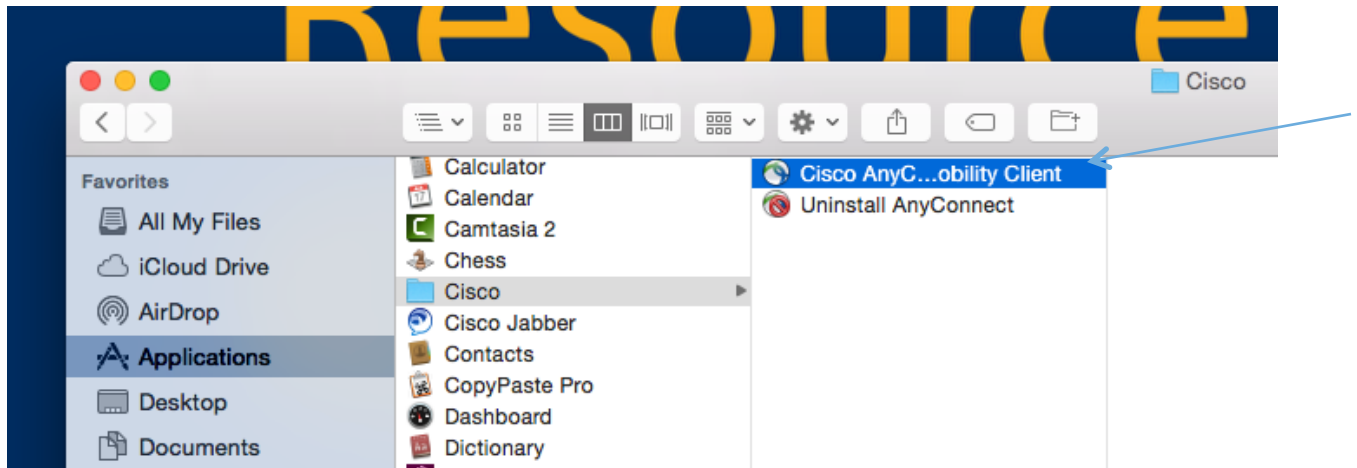 Resource
Cisco
Favorites
All My Files
iCloud Drive
AirDrop
Applications
Desktop
Documents
Calculator
Calendar
Camtasia 2
Chess
Cisco
Cisco Jabber
Contacts
CopyPaste Pro
Dashboard
Dictionary
Cisco AnyC...obility Client
Uninstall AnyConnect